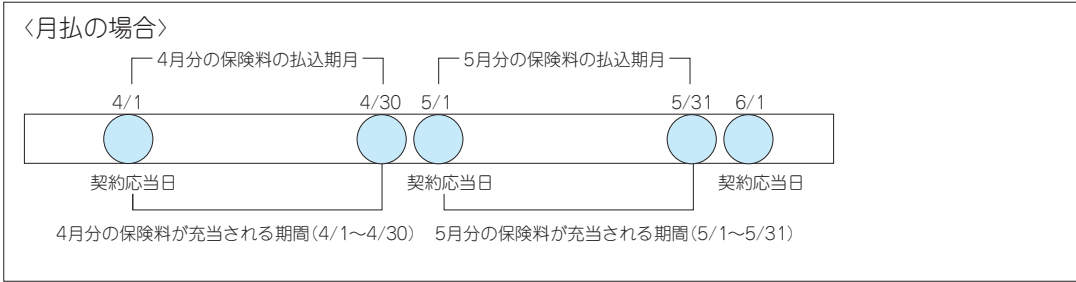 〈月払の場合〉
4月分の保険料の払込期月 5月分の保険料の払込期月
4/1 4/30 5/1 5/31 6/1
契約応当日 契約応当日 契約応当日
4月分の保険料が充当される期間(4/1〜4/30) 5月分の保険料が充当される期間(5/1〜5/31)